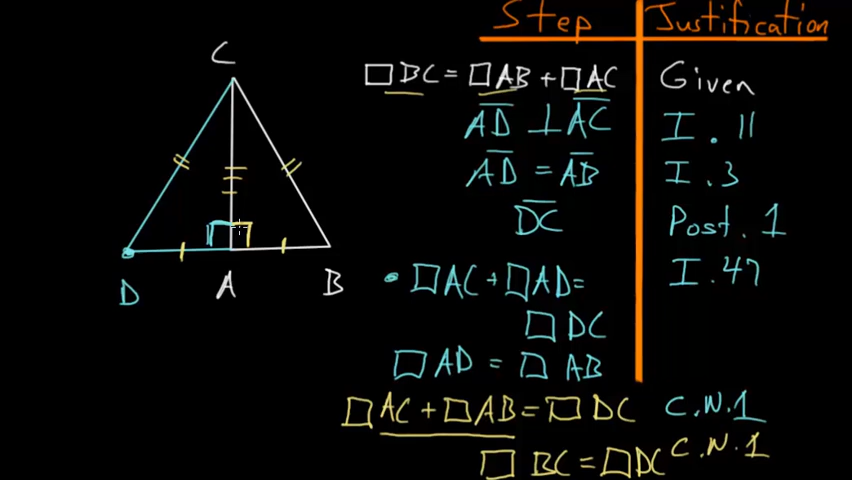 Step Justification
C
□ BC = □ AB + □ AC Given
AD ⊥ AC I. 11
AD = AB I. 3
DC Post. 1
• □ AC + □ AD = I. 47
□ DC
D A B
□ AD = □ AB
□ AC + □ AB = □ DC C.N.1
□ BC = □ DC C.N.1